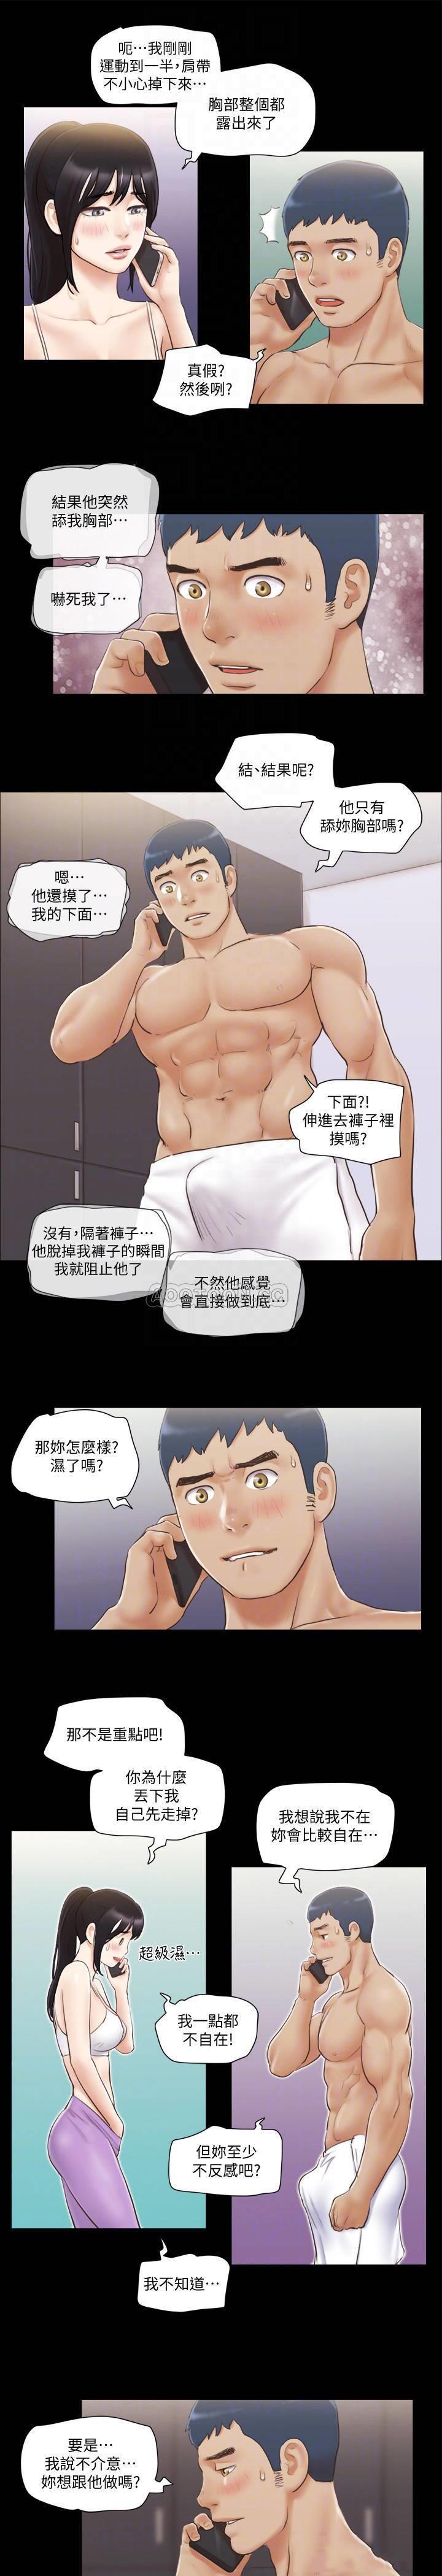 呃⋯我剛剛
運動到一半，肩帶
不小心掉下來⋯
胸部整個都
露出來了
真假?
然後咧?
結果他突然
舔我胸部⋯
嚇死我了⋯
結、結果呢?
他只有
舔妳胸部嗎?
嗯⋯
他還摸了⋯
我的下面⋯
下面?!
伸進去褲子裡
摸嗎?
沒有，隔著褲子⋯
他脫掉我褲子的瞬間
我就阻止他了
不然他感覺
會直接做到底⋯
那妳怎麼樣?
濕了嗎?
那不是重點吧!
你為什麼
丟下我
自己先走掉?
我想說我不在
妳會比較自在⋯
超級濕⋯
我一點都
不自在!
但妳至少
不反感吧?
我不知道⋯
要是⋯
我說不介意⋯
妳想跟他做嗎?